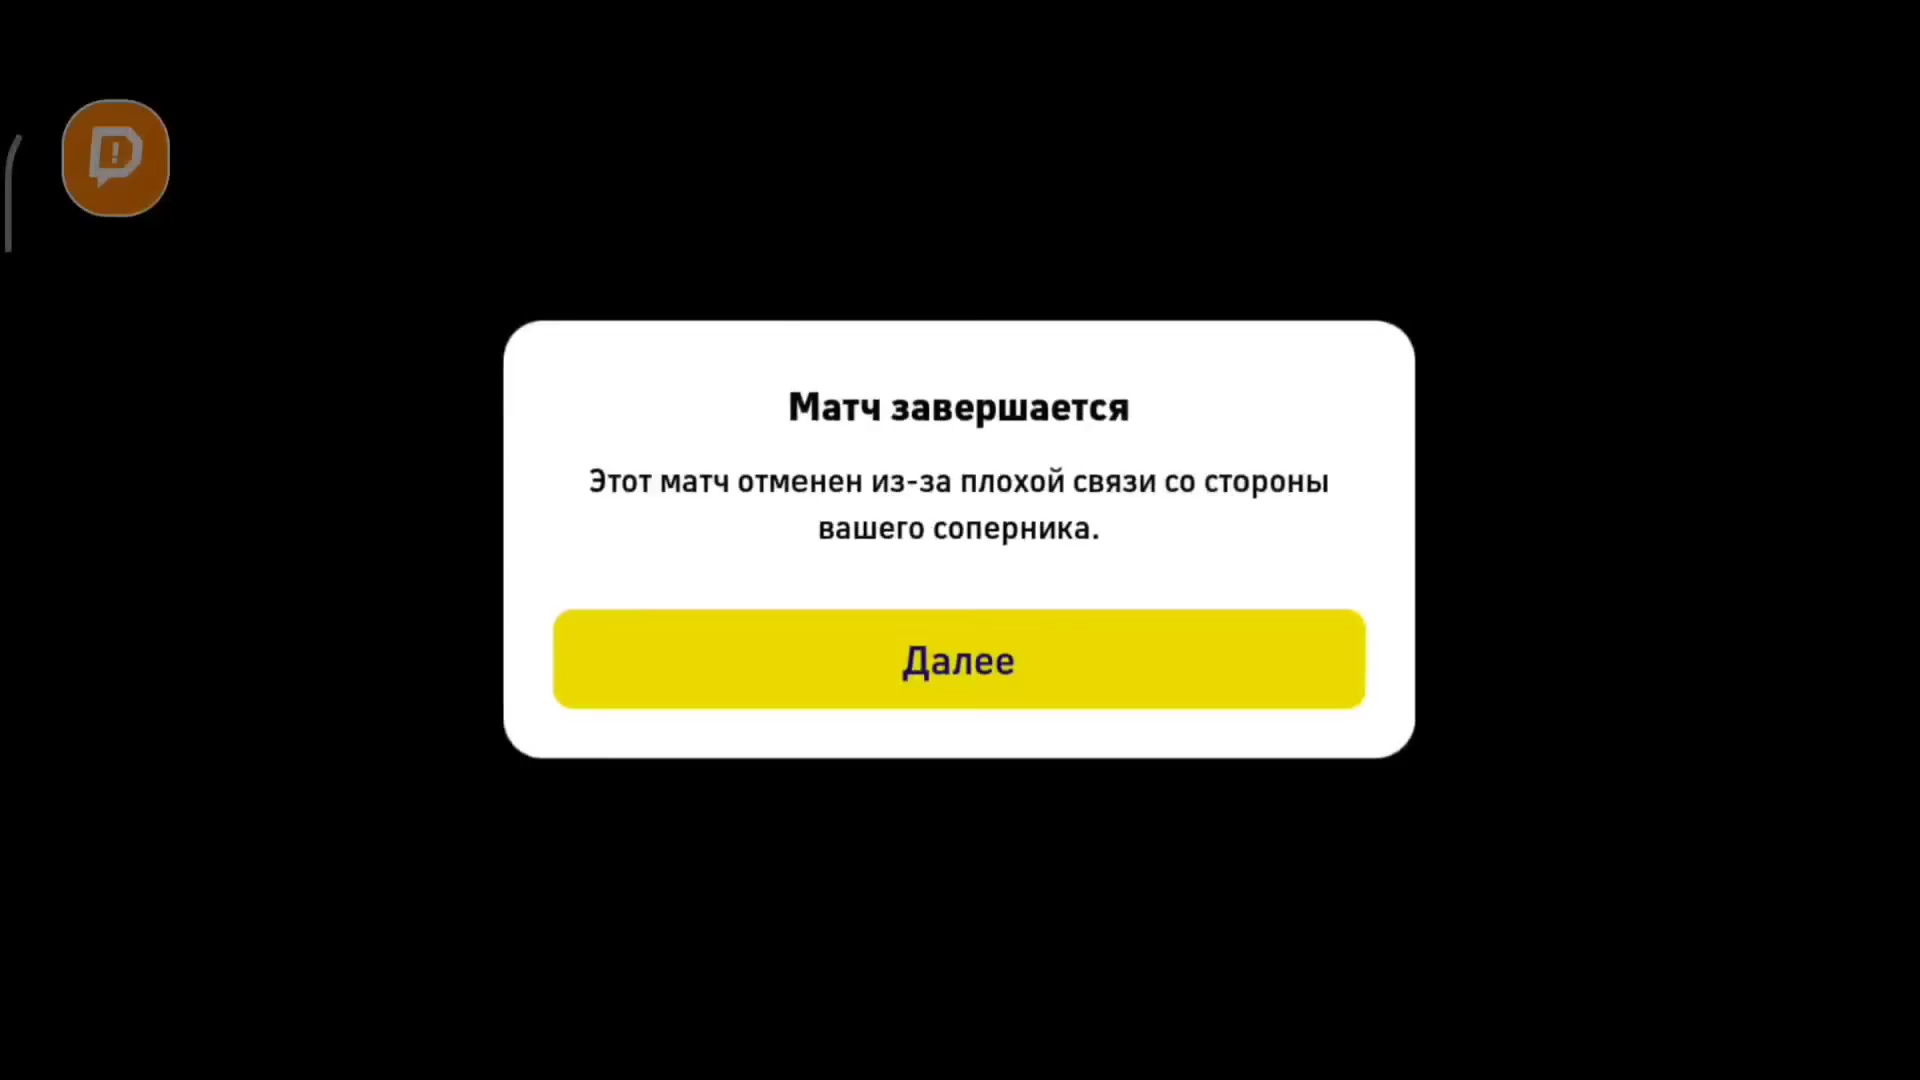 Матч завершается
Этот матч отменен из-за плохой связи со стороны
вашего соперника.
Далее